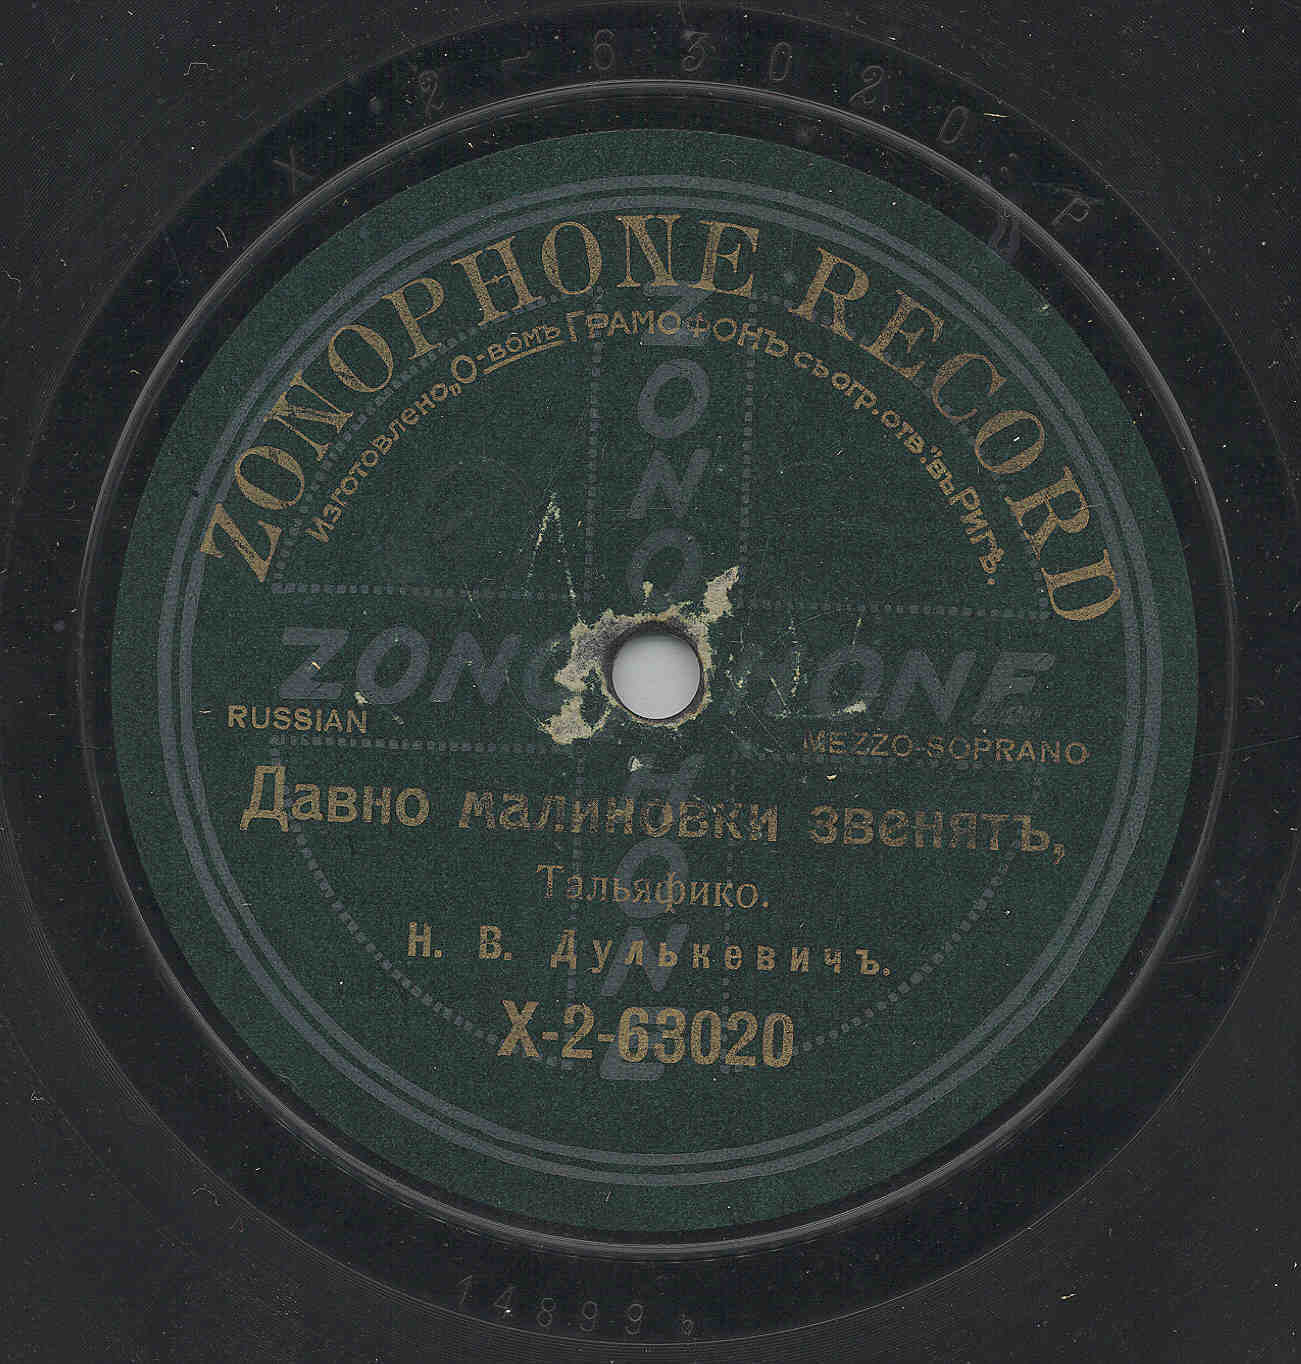 X-2-63020-P
ZONOPHONE RECORD
Изготовлено „О-вомъ ГРАМОФОНЪ съ огр. отв." въ Ригѣ.
ZONOPHONE
ZONOPHONE
RUSSIAN
MEZZO-SOPRANO
Давно малиновки звенятъ,
Тальяфико.
Н. В. Дулькевичъ.
X-2-63020
14899 b